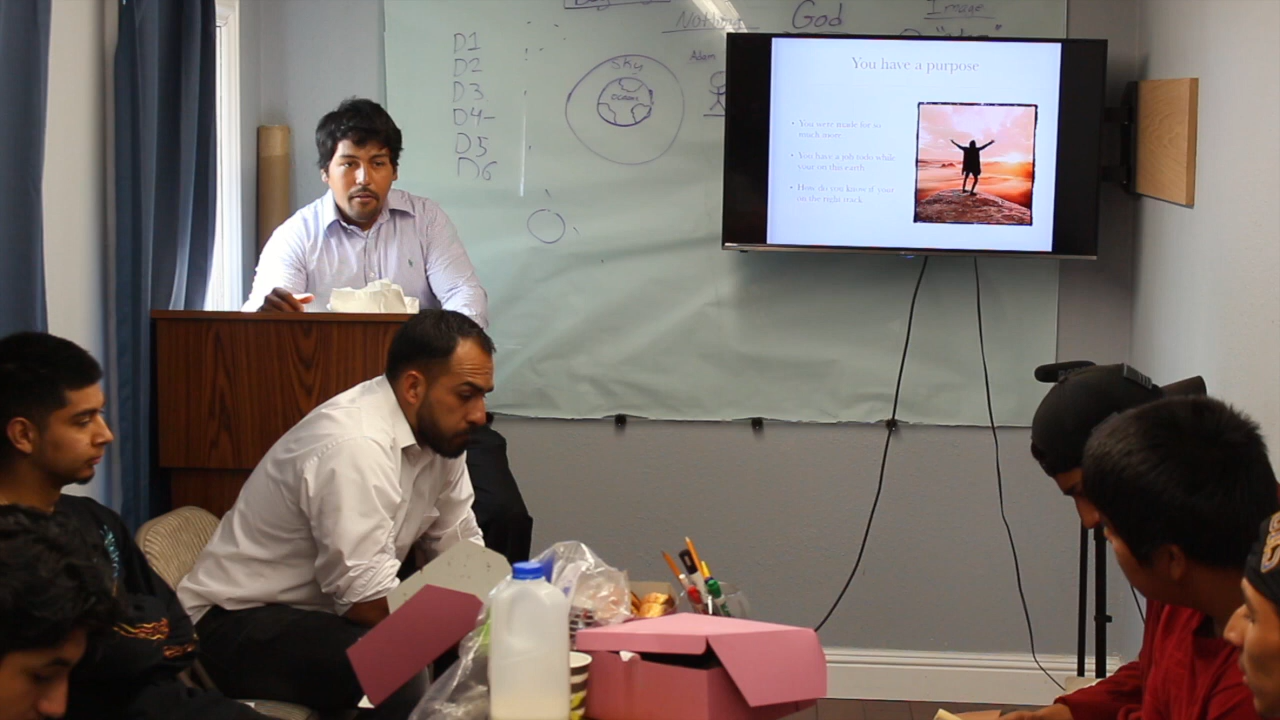 Nothing
God
Image
D1
D2
D3
D4-
D5
D6
Sky
ocean
Adam
You have a purpose
• You were made for so
much more
• You have a job todo while
your on this earth
• How do you know if your
on the right track